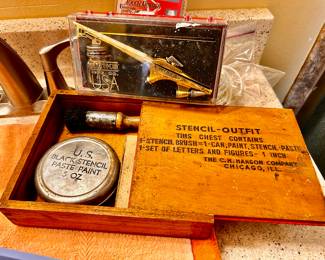 U S A
STENCIL-OUTFIT
THIS CHEST CONTAINS
1-STENCIL, BRUSH=1-CAN, PAINT, STENCIL-PASTE
1-SET OF LETTERS AND FIGURES- 1 INCH
THE C.H. HANSON COMPANY
CHICAGO, ILL.
U.S.
BLACK STENCIL
PASTE PAINT
5 OZ